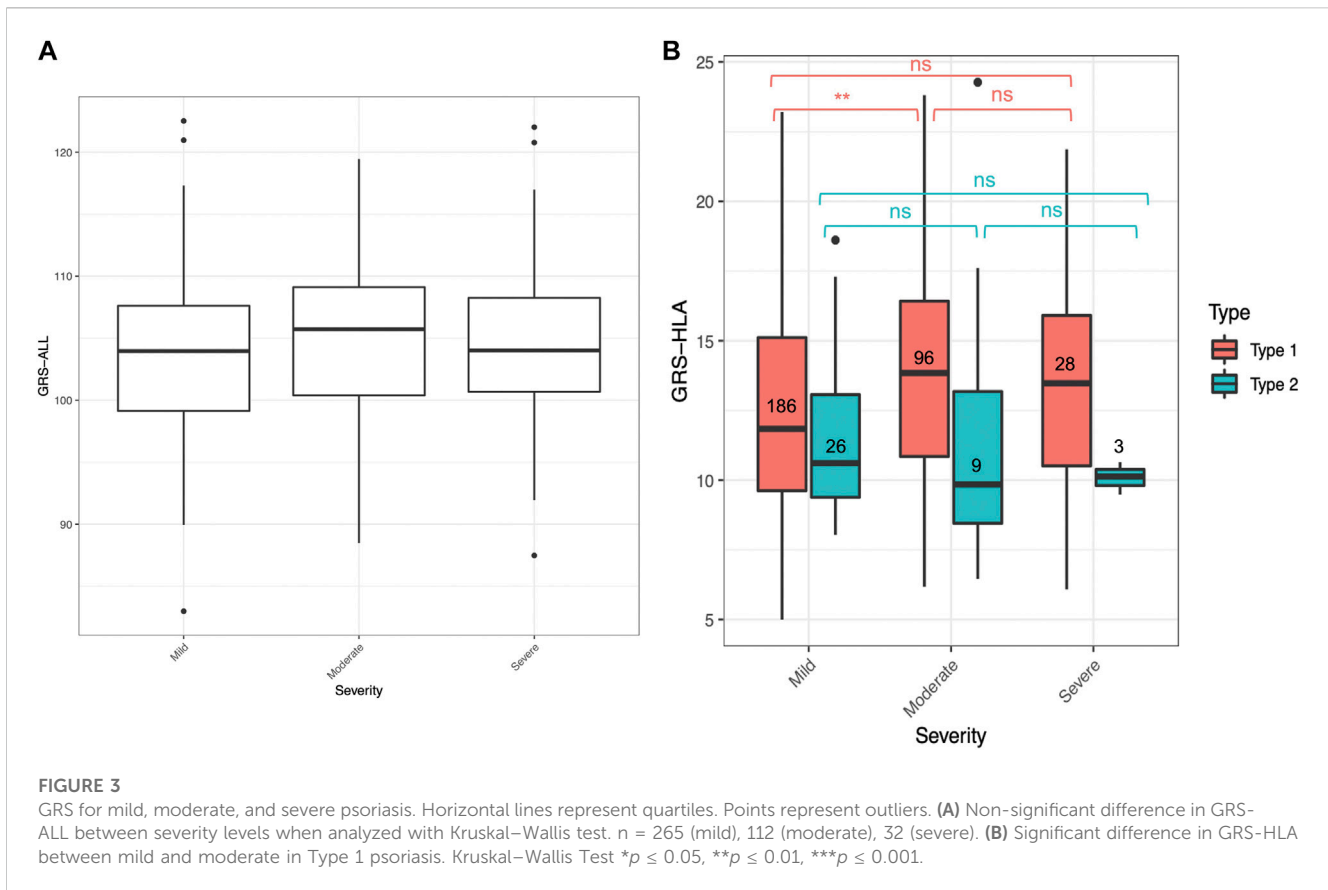 A
120
110
100
90
GRS−ALL
Mild
Moderate
Severe
Severity
B
25
20
15
10
5
GRS−HLA
ns
**
ns
ns
ns
ns
186
26
96
9
28
3
Mild
Moderate
Severe
Severity
Type
Type 1
Type 2
FIGURE 3
GRS for mild, moderate, and severe psoriasis. Horizontal lines represent quartiles. Points represent outliers. (A) Non-significant difference in GRS-
ALL between severity levels when analyzed with Kruskal–Wallis test. n = 265 (mild), 112 (moderate), 32 (severe). (B) Significant difference in GRS-HLA
between mild and moderate in Type 1 psoriasis. Kruskal–Wallis Test *p ≤ 0.05, **p ≤ 0.01, ***p ≤ 0.001.